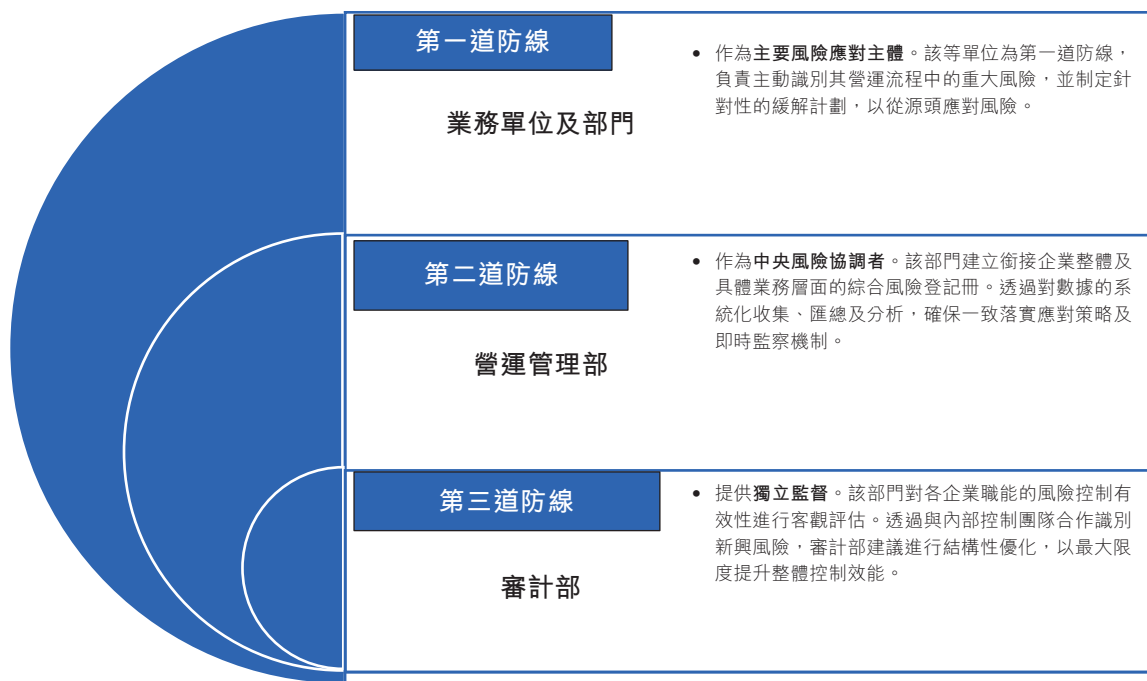 第一道防線
業務單位及部門
• 作為主要風險應對主體。該等單位為第一道防線，
負責主動識別其營運流程中的重大風險，並制定針
對性的緩解計劃，以從源頭應對風險。
第二道防線
營運管理部
• 作為中央風險協調者。該部門建立銜接企業整體及
具體業務層面的綜合風險登記冊。透過對數據的系
統化收集、匯總及分析，確保一致落實應對策略及
即時監察機制。
第三道防線
審計部
• 提供獨立監督。該部門對各企業職能的風險控制有
效性進行客觀評估。透過與內部控制團隊合作識別
新興風險，審計部建議進行結構性優化，以最大限
度提升整體控制效能。